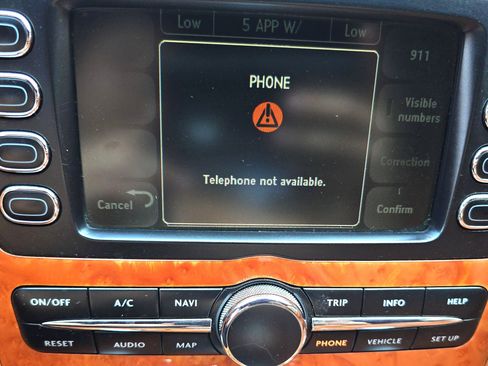 Low 5 APP W/ Low
PHONE
911
Visible
numbers
Telephone not available.
Correction
Cancel
Confirm
ON/OFF A/C NAVI TRIP INFO HELP
RESET AUDIO MAP PHONE VEHICLE SET UP